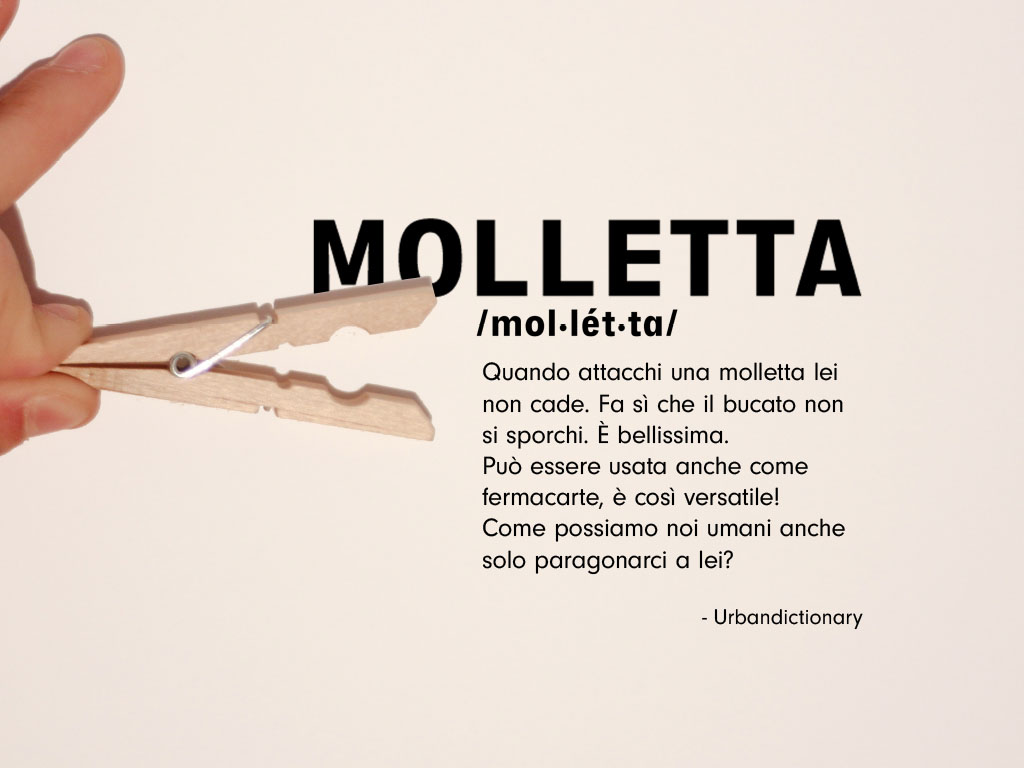 MOLLETTA
/mol·lét·ta/
Quando attacchi una molletta lei
non cade. Fa sì che il bucato non
si sporchi. È bellissima.
Può essere usata anche come
fermacarte, è così versatile!
Come possiamo noi umani anche
solo paragonarci a lei?
- Urbandictionary